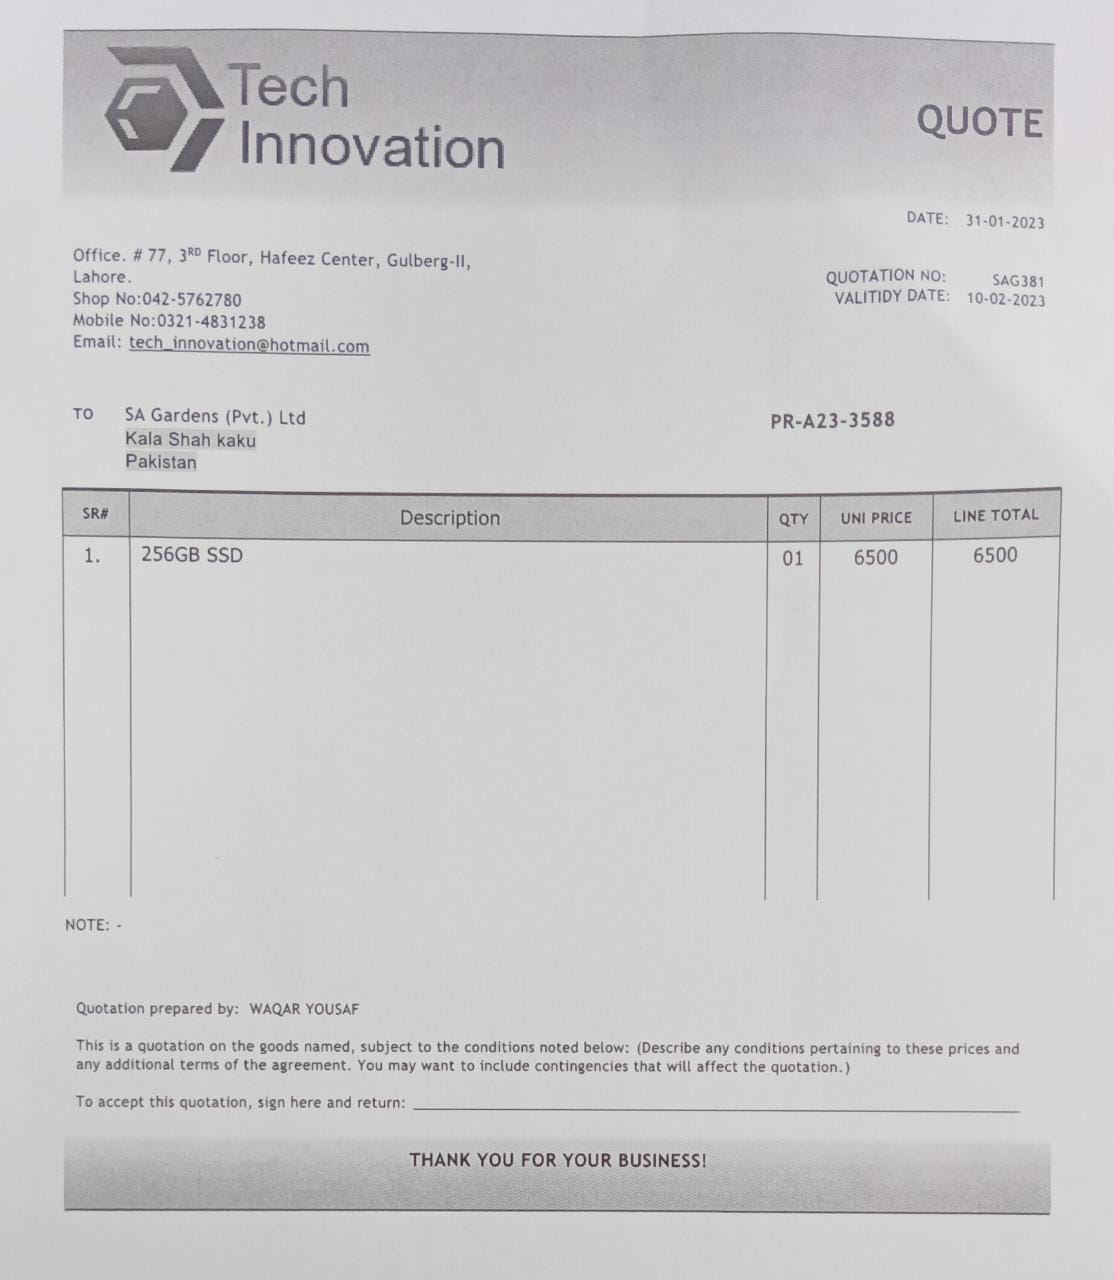 Tech
Innovation
QUOTE
DATE: 31-01-2023
Office. # 77, 3RD Floor, Hafeez Center, Gulberg-II,
Lahore.
Shop No:042-5762780
Mobile No:0321-4831238
Email: tech_innovation@hotmail.com
QUOTATION NO: SAG381
VALITIDY DATE: 10-02-2023
TO SA Gardens (Pvt.) Ltd
Kala Shah kaku
Pakistan
PR-A23-3588
SR# Description QTY UNI PRICE LINE TOTAL
1. 256GB SSD 01 6500 6500
NOTE: -
Quotation prepared by: WAQAR YOUSAF
This is a quotation on the goods named, subject to the conditions noted below: (Describe any conditions pertaining to these prices and
any additional terms of the agreement. You may want to include contingencies that will affect the quotation.)
To accept this quotation, sign here and return:
THANK YOU FOR YOUR BUSINESS!